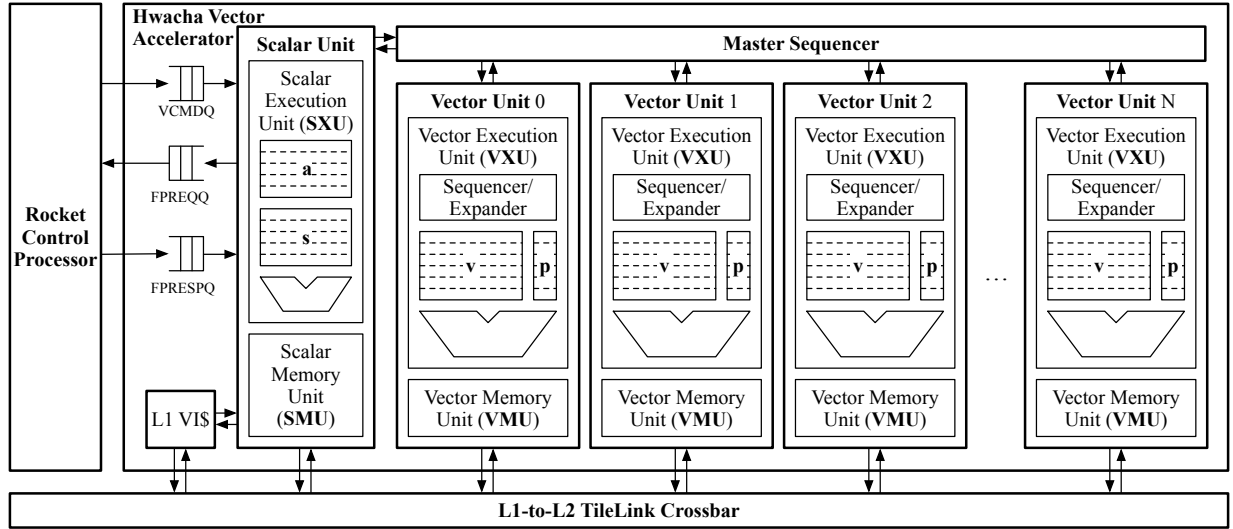 Hwacha Vector
Accelerator
Rocket
Control
Processor
VCMDQ
FPREQQ
FPRESPQ
L1 VI$
Scalar Unit
Scalar
Execution
Unit (SXU)
a
s
Scalar
Memory
Unit
(SMU)
Master Sequencer
Vector Unit 0
Vector Execution
Unit (VXU)
Sequencer/
Expander
v
p
Vector Memory
Unit (VMU)
Vector Unit 1
Vector Execution
Unit (VXU)
Sequencer/
Expander
v
p
Vector Memory
Unit (VMU)
Vector Unit 2
Vector Execution
Unit (VXU)
Sequencer/
Expander
v
p
Vector Memory
Unit (VMU)
...
Vector Unit N
Vector Execution
Unit (VXU)
Sequencer/
Expander
v
p
Vector Memory
Unit (VMU)
L1-to-L2 TileLink Crossbar